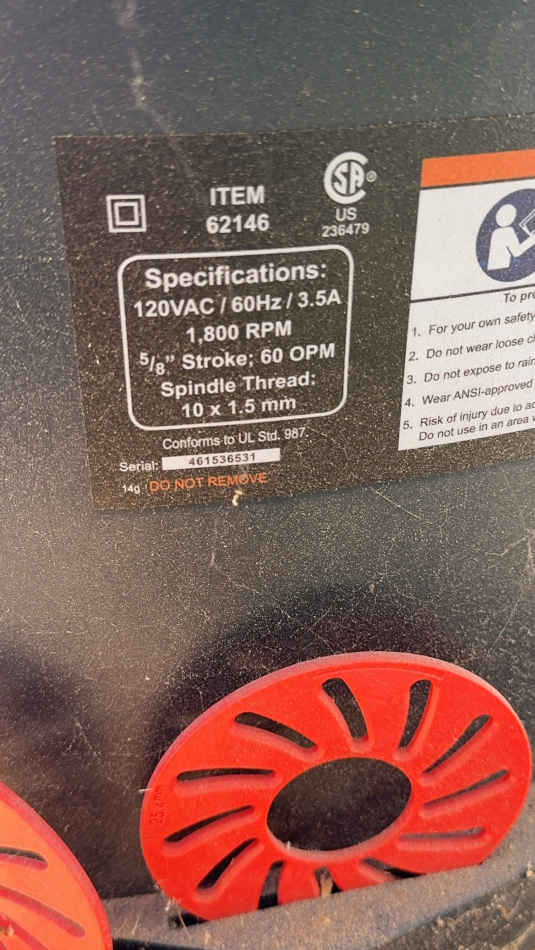 ITEM
62146
SA®
US
236479
Specifications:
120VAC / 60Hz / 3.5A
1,800 RPM
5/8" Stroke; 60 OPM
Spindle Thread:
10 x 1.5 mm
Conforms to UL Std. 987.
Serial: 461536531
14g DO NOT REMOVE
To
1. For your own safety
2. Do not wear loose
3. Do not expose to rain
4. Wear ANSI-approved
5. Risk of injury due to
Do not use in an area